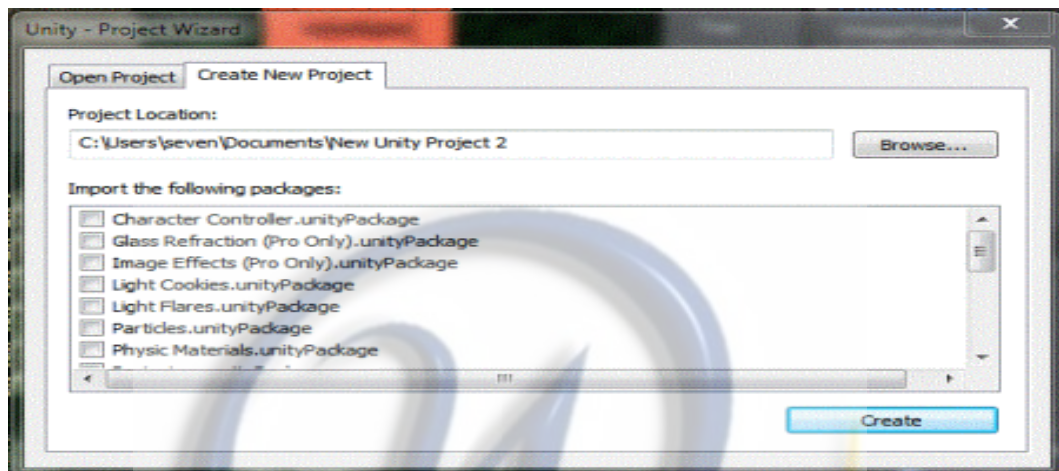 Unity - Project Wizard
Open Project
Create New Project
Project Location:
C:\Users\seven\Documents\New Unity Project 2
Browse...
Import the following packages:
Character Controller.unityPackage
Glass Refraction (Pro Only).unityPackage
Image Effects (Pro Only).unityPackage
Light Cookies.unityPackage
Light Flares.unityPackage
Particles.unityPackage
Physic Materials.unityPackage
Create